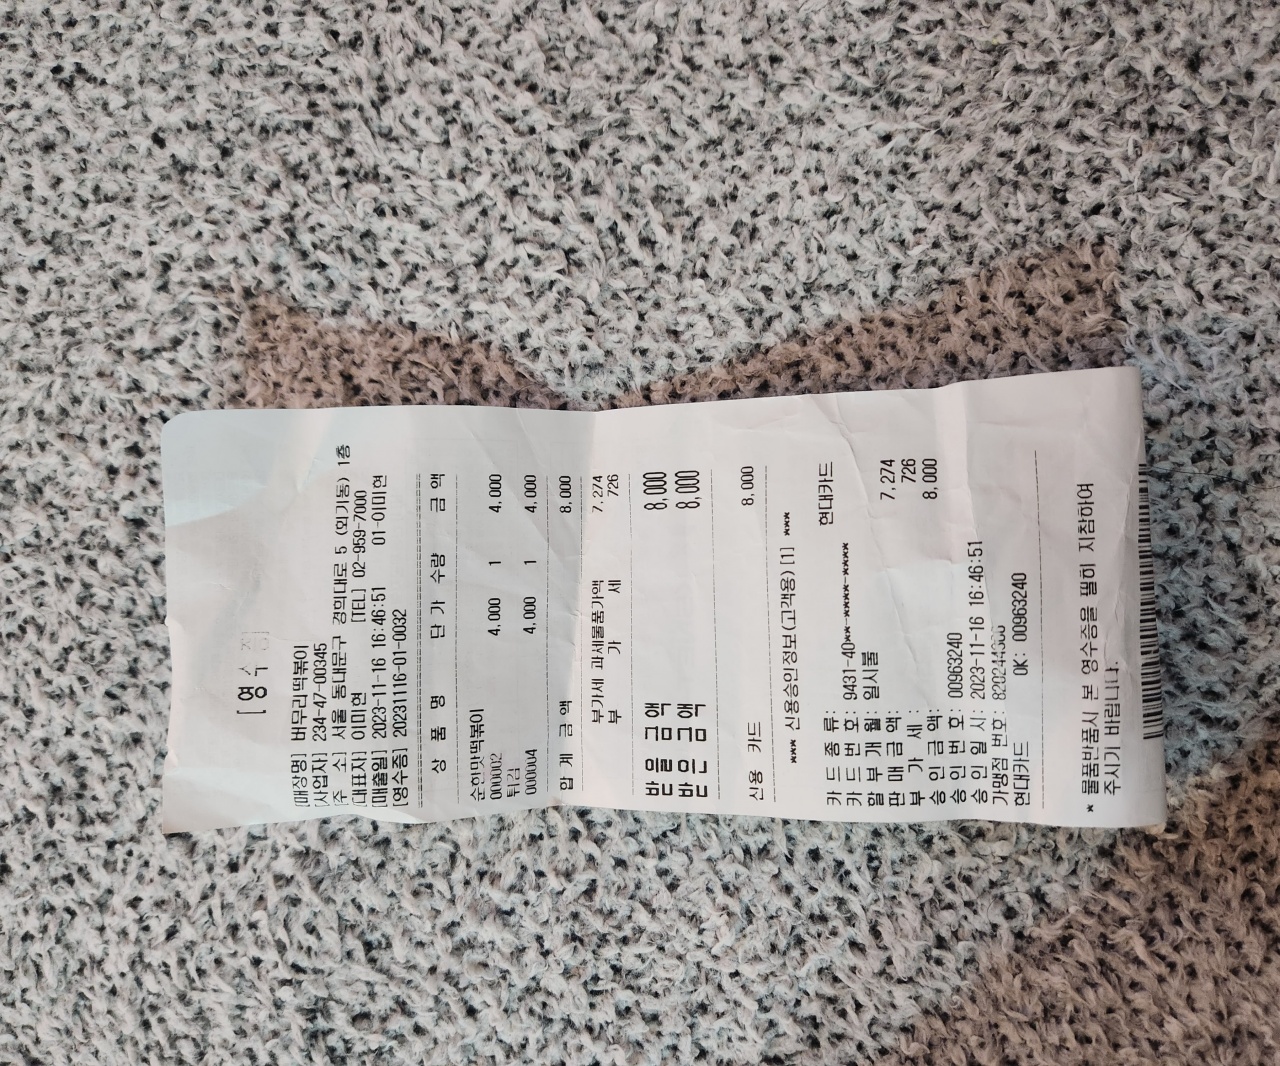 [영 수 증]
[매장명] 버무리떡볶이
[사업자] 234-47-00345
[주 소] 서울 동대문구 경희대로 5 (회기동) 1층
[대표자] 이미현 [TEL] 02-959-7000
[매출일] 2023-11-16 16:46:51 01-이미현
[영수증] 20231116-01-0032
상 품 명 단 가 수량 금 액
순한맛떡볶이
000002 4,000 1 4,000
튀김
000004 4,000 1 4,000
합 계 금 액 8,000
부가세 과세물품가액 7,274
부 가 세 726
받을금액 8,000
받은금액 8,000
신용 카드 8,000
*** 신용승인정보(고객용) [1] ***
카 드 종 류: 현대카드
카 드 번 호: 9431-40**-****-****
할 부 개 월: 일시불
판 매 금 액: 7,274
부 가 세 : 726
승 인 금 액: 8,000
승 인 번 호: 00963240
승 인 일 시: 2023-11-16 16:46:51
가맹점 번호:
현대카드 OK: 00963240
* 물품반품시 본 영수증을 필히 지참하여
주시기 바랍니다.